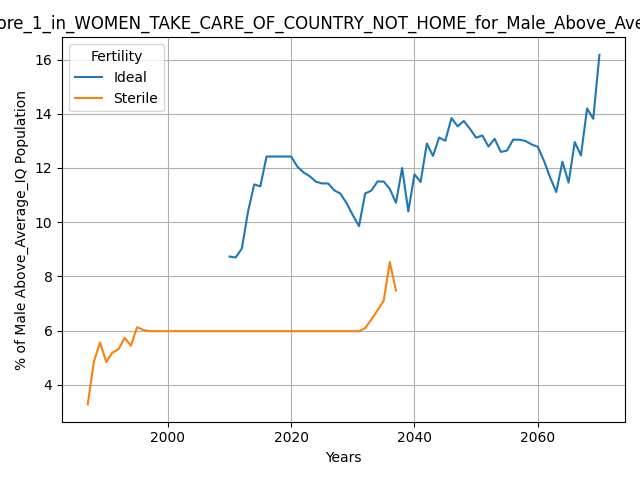 ore_1_in_WOMEN_TAKE_CARE_OF_COUNTRY_NOT_HOME_for_Male_Above_Ave
Fertility
Ideal
Sterile
16
14
12
10
8
6
4
% of Male Above_Average_IQ Population
2000
2020
2040
2060
Years